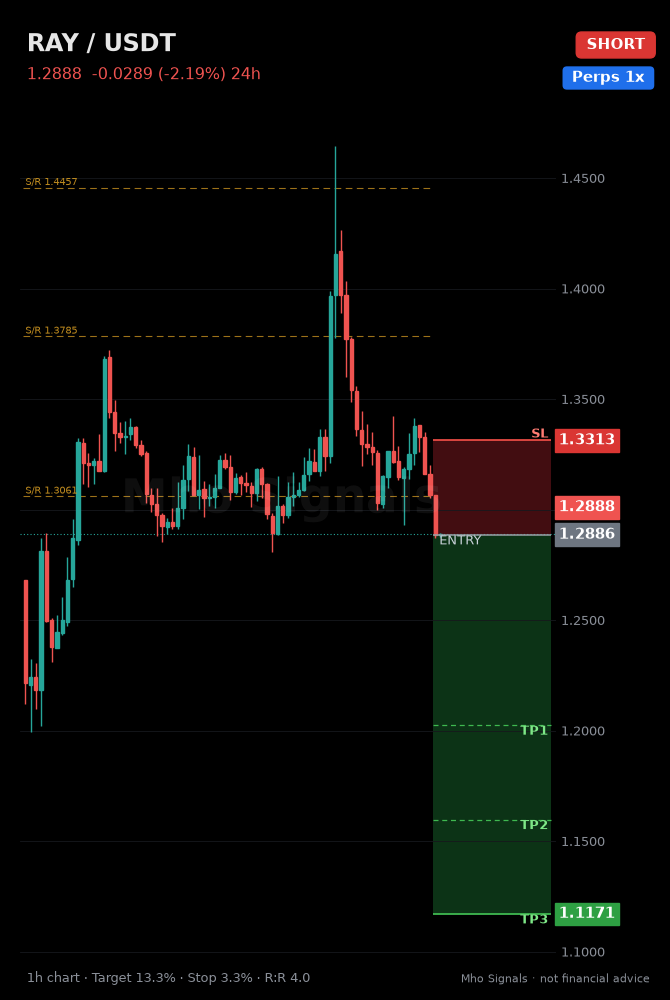 RAY / USDT
SHORT
1.2888  -0.0289 (-2.19%) 24h
Perps 1x
S/R 1.4457
1.4500
1.4000
S/R 1.3785
1.3500
SL
1.3313
S/R 1.3061
Mho Signals
1.2888
1.2886
ENTRY
1.2500
1.2000
TP1
1.1500
TP2
1.1171
TP3
1.1000
1h chart · Target 13.3% · Stop 3.3% · R:R 4.0
Mho Signals · not financial advice